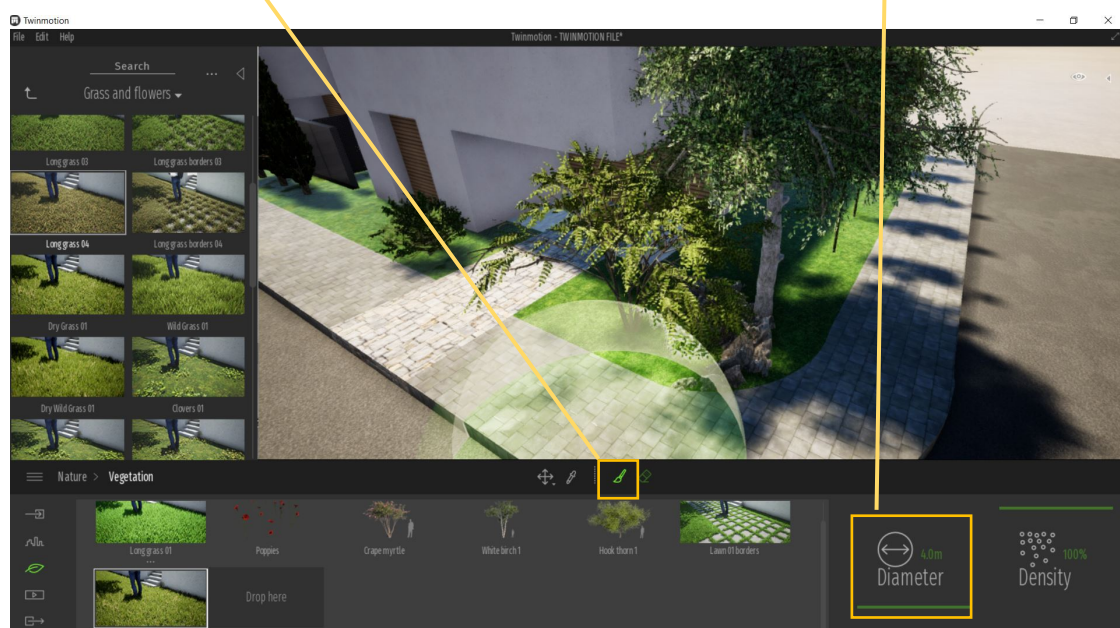 Twinmotion
File Edit Help
Twinmotion - TWINMOTION FILE*
Search
...
Grass and flowers
Long grass 03
Long grass borders 03
Long grass 04
Long grass borders 04
Dry Grass 01
Wild Grass 01
Dry Wild Grass 01
Clovers 01
Nature > Vegetation
Long grass 01
...
Poppies
Crape myrtle
White birch 1
Hook thorn 1
Lawn 01 borders
Drop here
4.0m
Diameter
100%
Density